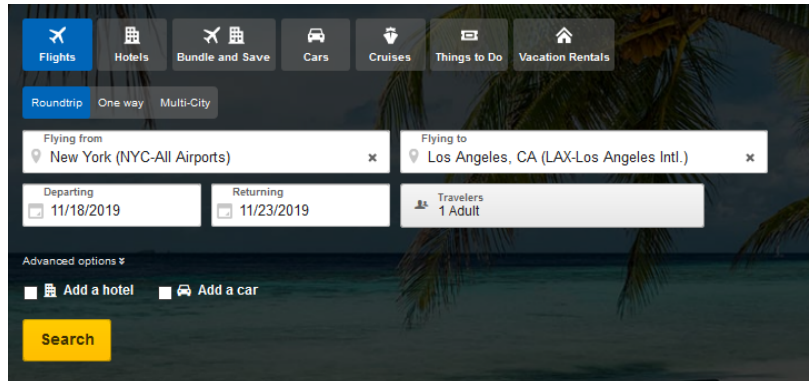 Flights Hotels Bundle and Save Cars Cruises Things to Do Vacation Rentals
Roundtrip One way Multi-City
Flying from Flying to
New York (NYC-All Airports) Los Angeles, CA (LAX-Los Angeles Intl.)
Departing Returning Travelers
11/18/2019 11/23/2019 1 Adult
Advanced options
Add a hotel Add a car
Search